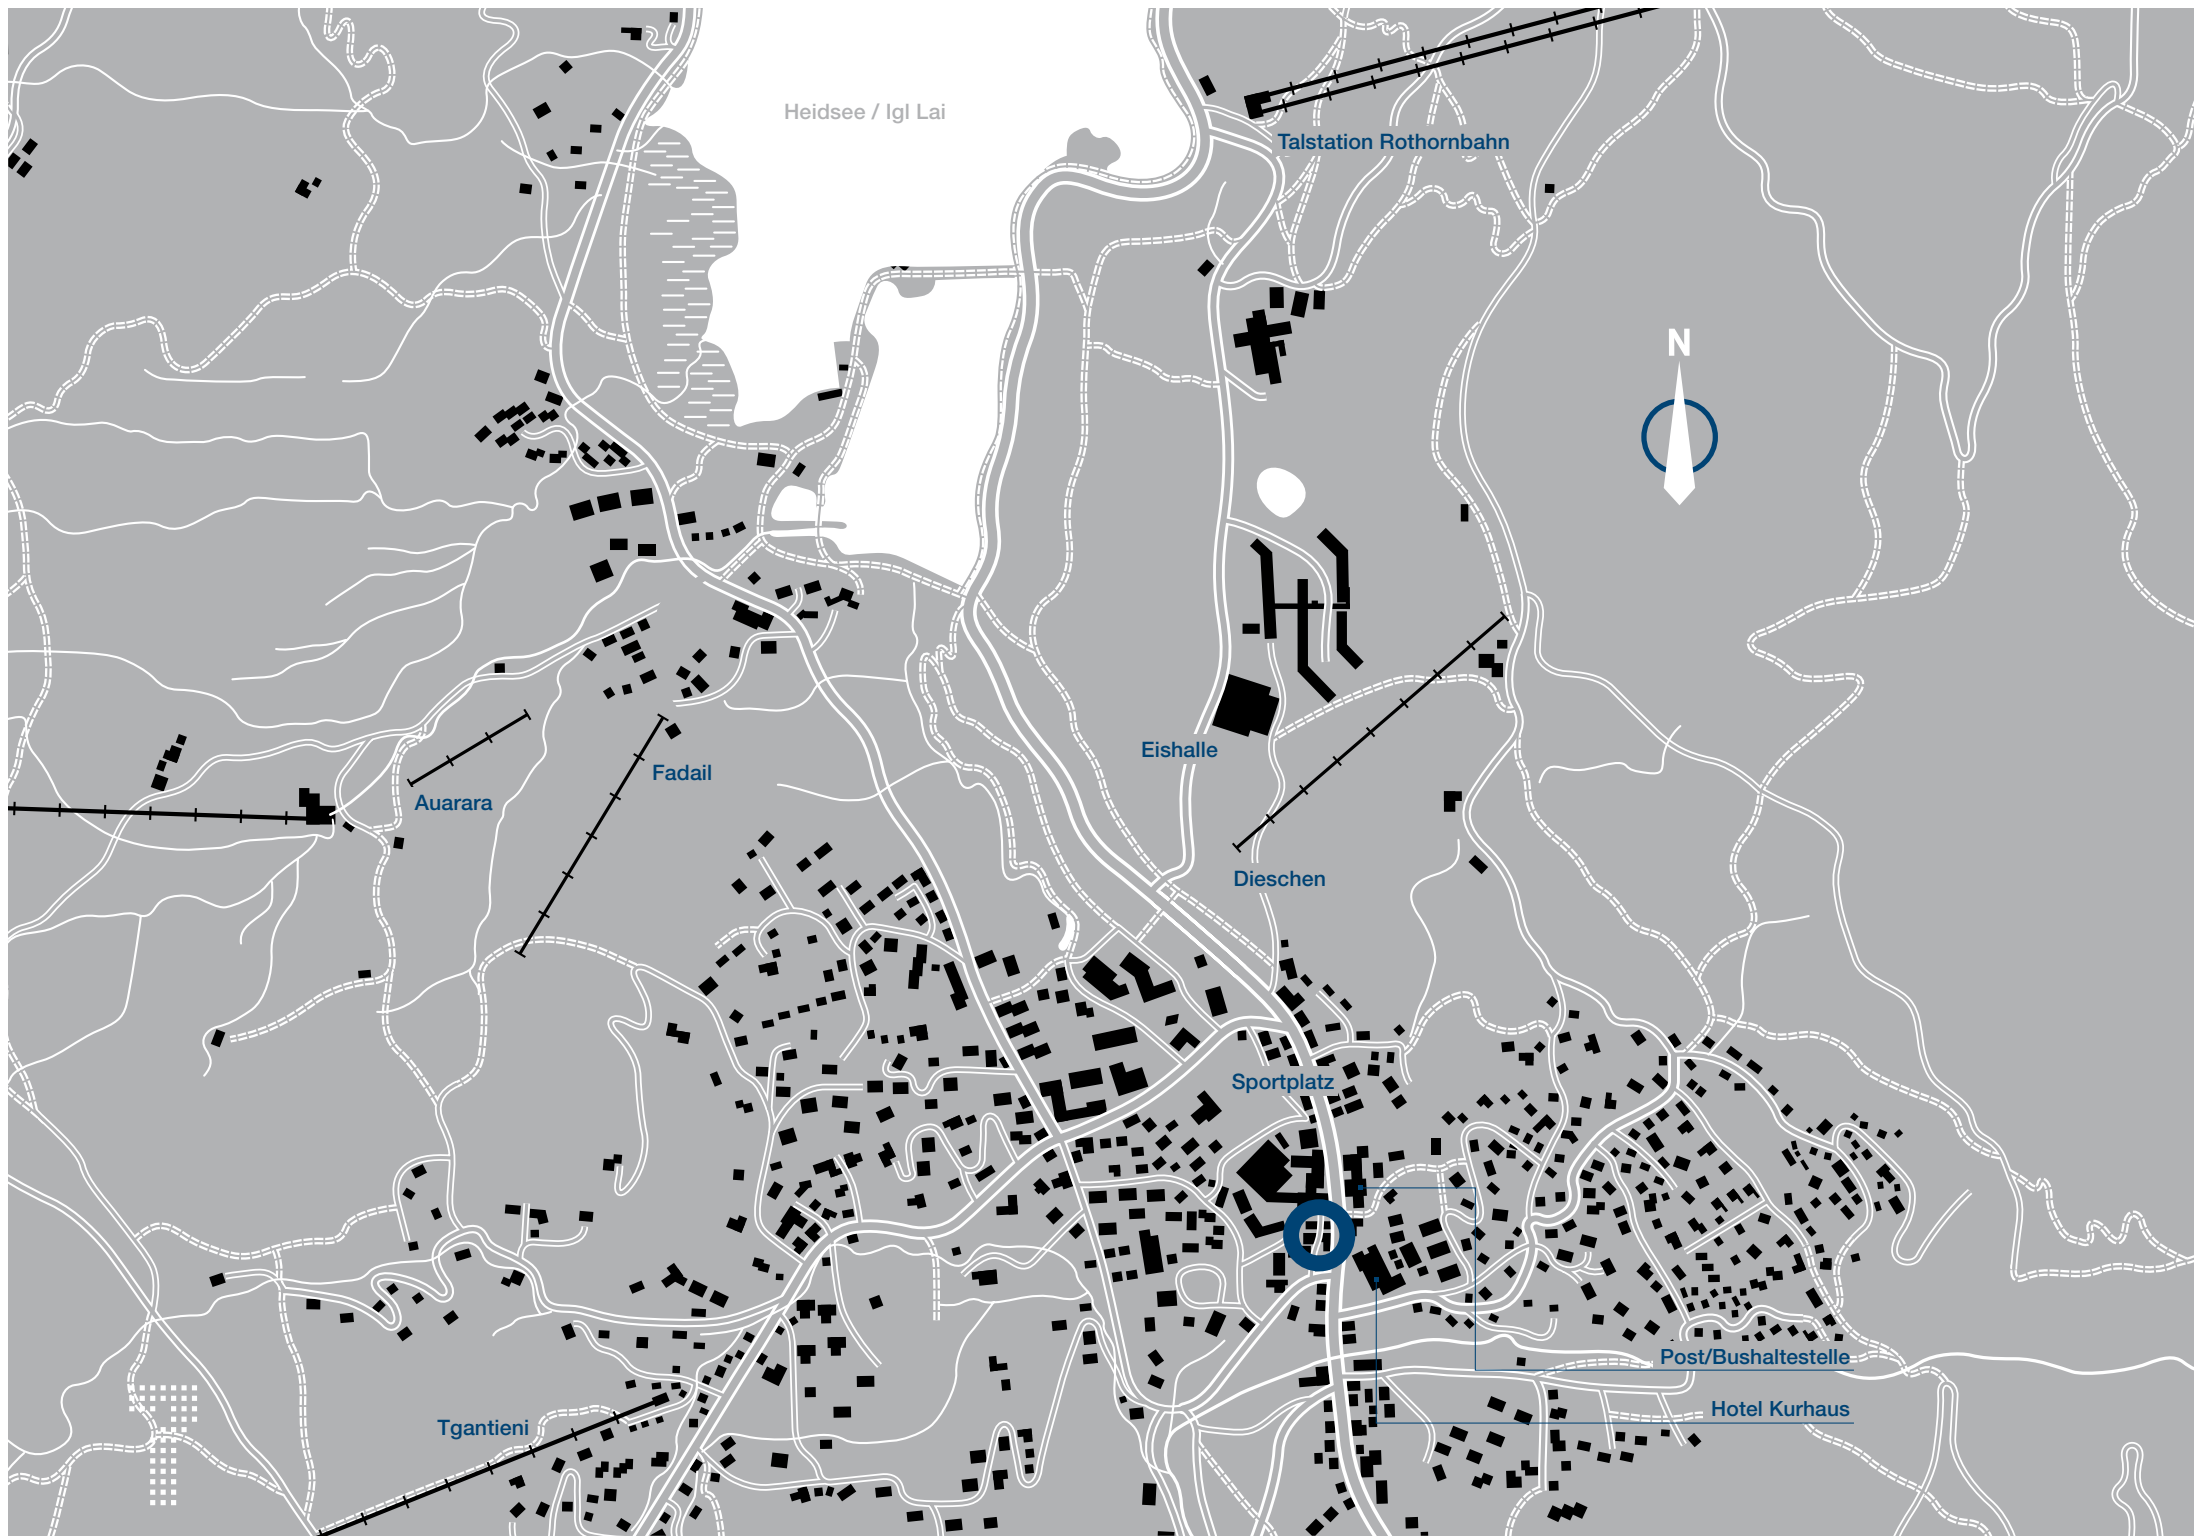 Heidsee / Igl Lai
Talstation Rothornbahn
N
Eishalle
Fadail
Auarara
Dieschen
Sportplatz
Post/Bushaltestelle
Hotel Kurhaus
Tgantieni